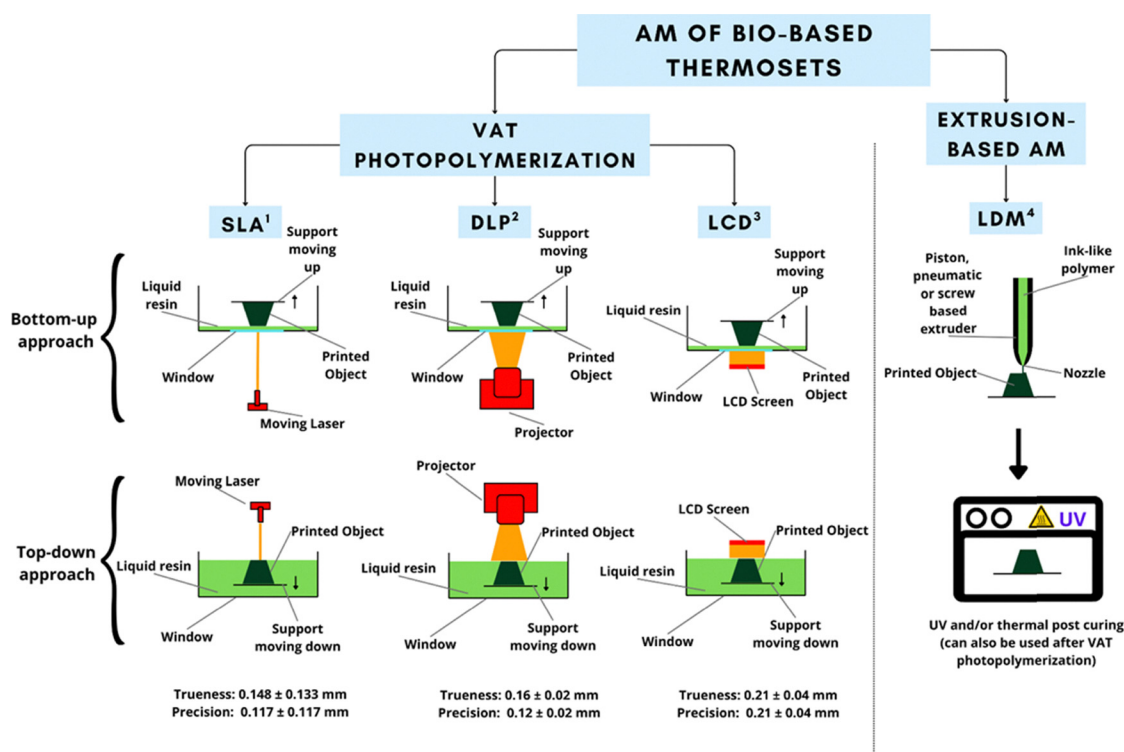 AM OF BIO-BASED
THERMOSETS
VAT
PHOTOPOLYMERIZATION
EXTRUSION-
BASED AM
SLA¹
DLP²
LCD³
LDM⁴
Bottom-up
approach
Support
moving
up
Liquid
resin
Window
Printed
Object
Moving Laser
Support
moving
up
Liquid
resin
Window
Printed
Object
Projector
Support
moving
up
Liquid resin
Window
Printed
Object
LCD Screen
Piston,
pneumatic
or screw
based
extruder
Ink-like
polymer
Printed Object
Nozzle
Top-down
approach
Moving Laser
Printed Object
Liquid resin
Window
Support
moving down
Projector
Printed Object
Liquid resin
Window
Support
moving down
LCD Screen
Printed Object
Liquid resin
Window
Support
moving down
UV
UV and/or thermal post curing
(can also be used after VAT
photopolymerization)
Trueness: 0.148 ± 0.133 mm
Precision: 0.117 ± 0.117 mm
Trueness: 0.16 ± 0.02 mm
Precision: 0.12 ± 0.02 mm
Trueness: 0.21 ± 0.04 mm
Precision: 0.21 ± 0.04 mm